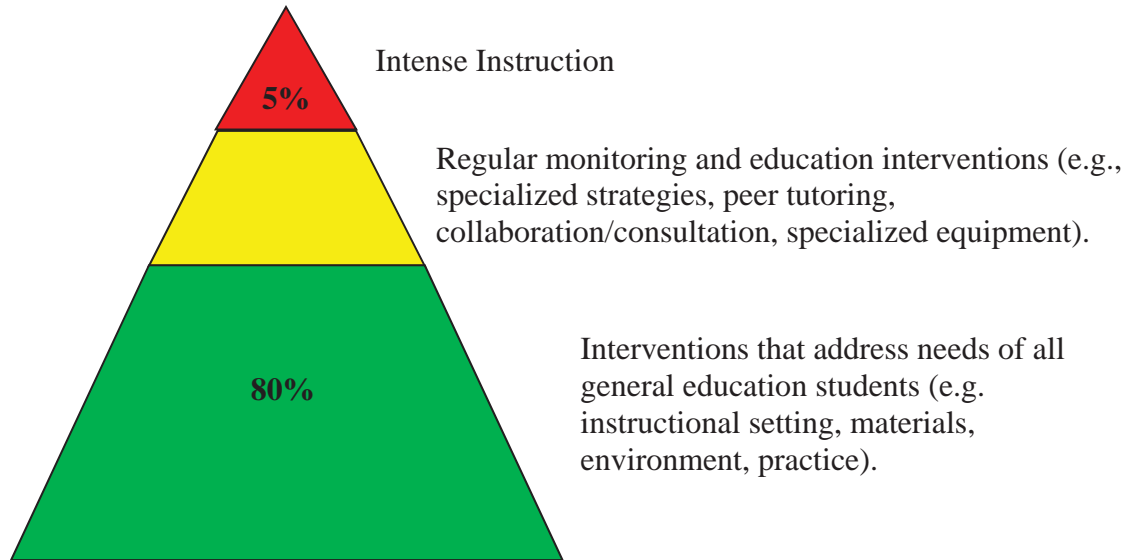 Intense Instruction
5%
Regular monitoring and education interventions (e.g.,
specialized strategies, peer tutoring,
collaboration/consultation, specialized equipment).
Interventions that address needs of all
general education students (e.g.
instructional setting, materials,
environment, practice).
80%